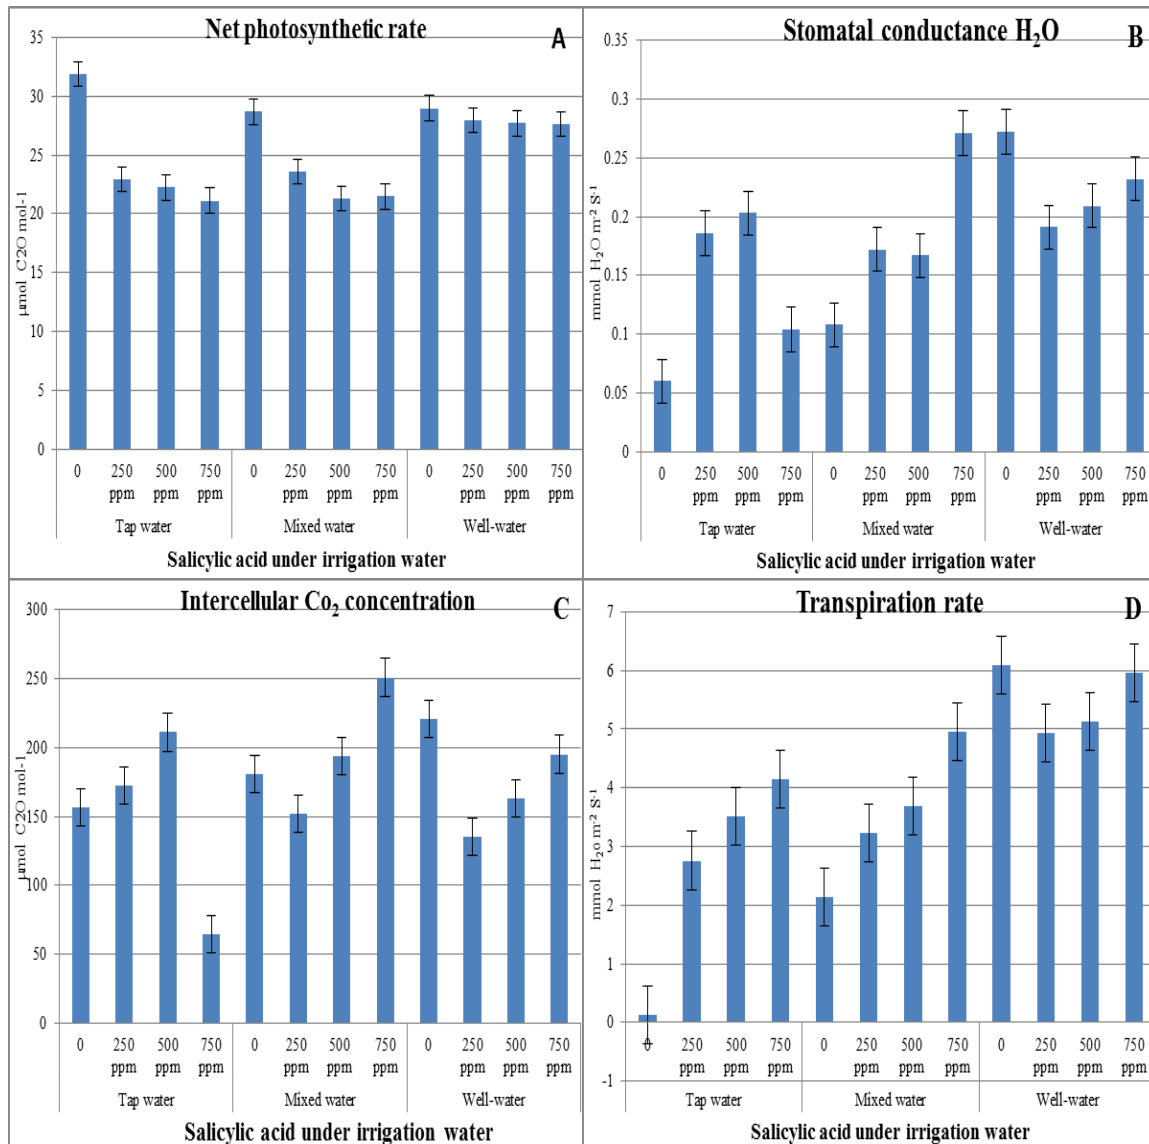 Net photosynthetic rate
A
35
30
25
20
15
10
5
0
µmol C2O mol-1
0 250 500 750 0 250 500 750 0 250 500 750
ppm ppm ppm ppm ppm ppm ppm ppm ppm
Tap water Mixed water Well-water
Salicylic acid under irrigation water
Stomatal conductance H₂O
B
0.35
0.3
0.25
0.2
0.15
0.1
0.05
0
mmol H₂O m⁻² S⁻¹
0 250 500 750 0 250 500 750 0 250 500 750
ppm ppm ppm ppm ppm ppm ppm ppm ppm
Tap water Mixed water Well-water
Salicylic acid under irrigation water
Intercellular Co₂ concentration
C
300
250
200
150
100
50
0
µmol C2O mol-1
0 250 500 750 0 250 500 750 0 250 500 750
ppm ppm ppm ppm ppm ppm ppm ppm ppm
Tap water Mixed water Well-water
Salicylic acid under irrigation water
Transpiration rate
D
7
6
5
4
3
2
1
0
-1
mmol H₂o m⁻² S⁻¹
0 250 500 750 0 250 500 750 0 250 500 750
ppm ppm ppm ppm ppm ppm ppm ppm ppm
Tap water Mixed water Well-water
Salicylic acid under irrigation water